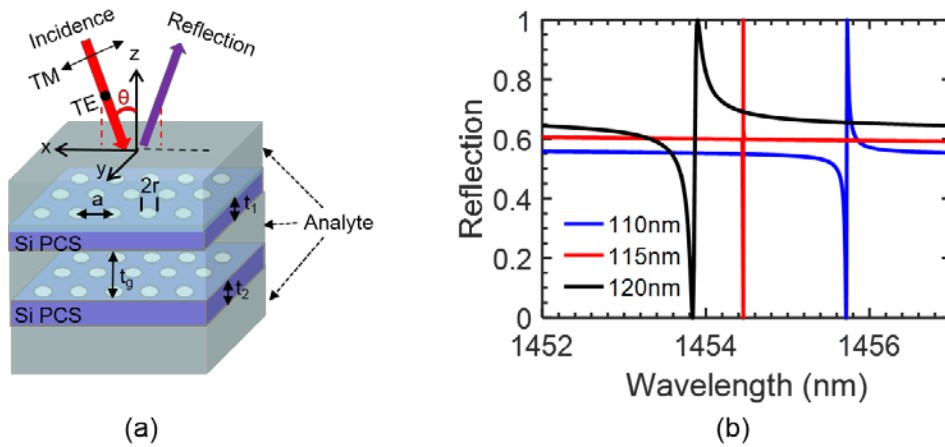 (a)
Incidence
Reflection
TM
z
TE
θ
x
y
2r
a
t₁
Si PCS
Analyte
t_g
t₂
Si PCS
(a)
(b)
1
0.8
0.6
0.4
0.2
0
Reflection
110nm
115nm
120nm
1452
1454
1456
Wavelength (nm)
(b)